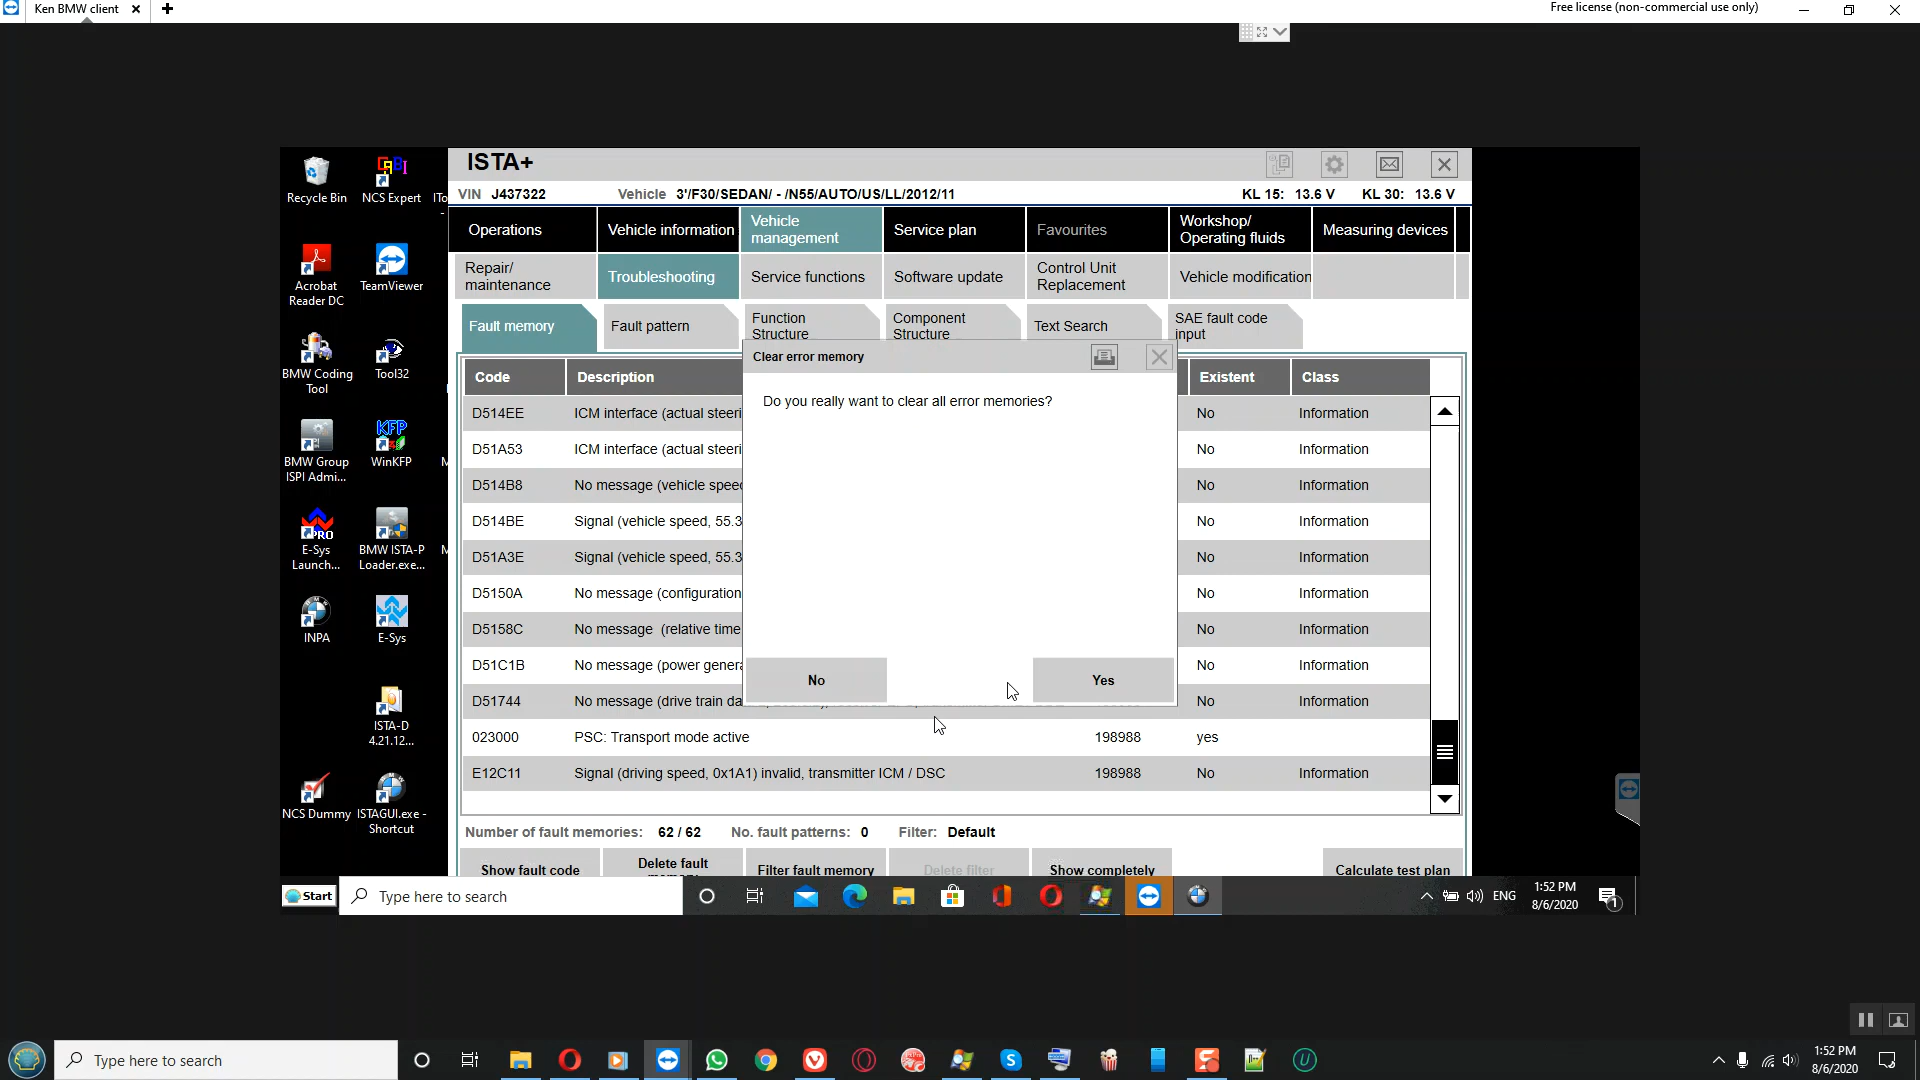 Ken BMW client
Free license (non-commercial use only)
Recycle Bin
NCS Expert
Acrobat
Reader DC
TeamViewer
BMW Coding
Tool
Tool32
BMW Group
ISPI Admi...
WinKFP
E-Sys
Launch...
BMW ISTA-P
Loader.exe...
INPA
E-Sys
ISTA-D
4.21.12...
NCS Dummy
ISTAGUI.exe -
Shortcut
ISTA+
VIN J437322
Vehicle 3'/F30/SEDAN/ - /N55/AUTO/US/LL/2012/11
KL 15: 13.6 V
KL 30: 13.6 V
Operations
Vehicle information
Vehicle
management
Service plan
Favourites
Workshop/
Operating fluids
Measuring devices
Repair/
maintenance
Troubleshooting
Service functions
Software update
Control Unit
Replacement
Vehicle modification
Fault memory
Fault pattern
Function
Structure
Component
Structure
Text Search
SAE fault code
input
Clear error memory
Do you really want to clear all error memories?
No
Yes
Code Description Existent Class
D514EE ICM interface (actual steeri No Information
D51A53 ICM interface (actual steeri No Information
D514B8 No message (vehicle speed No Information
D514BE Signal (vehicle speed, 55.3 No Information
D51A3E Signal (vehicle speed, 55.3 No Information
D5150A No message (configuration No Information
D5158C No message (relative time No Information
D51C1B No message (power genera No Information
D51744 No message (drive train da No Information
023000 PSC: Transport mode active 198988 yes
E12C11 Signal (driving speed, 0x1A1) invalid, transmitter ICM / DSC 198988 No Information
Number of fault memories: 62 / 62 No. fault patterns: 0 Filter: Default
Show fault code
Delete fault
Filter fault memory
Delete filter
Show completely
Calculate test plan
Start
Type here to search
ENG
1:52 PM
8/6/2020
1
Type here to search
1:52 PM
8/6/2020